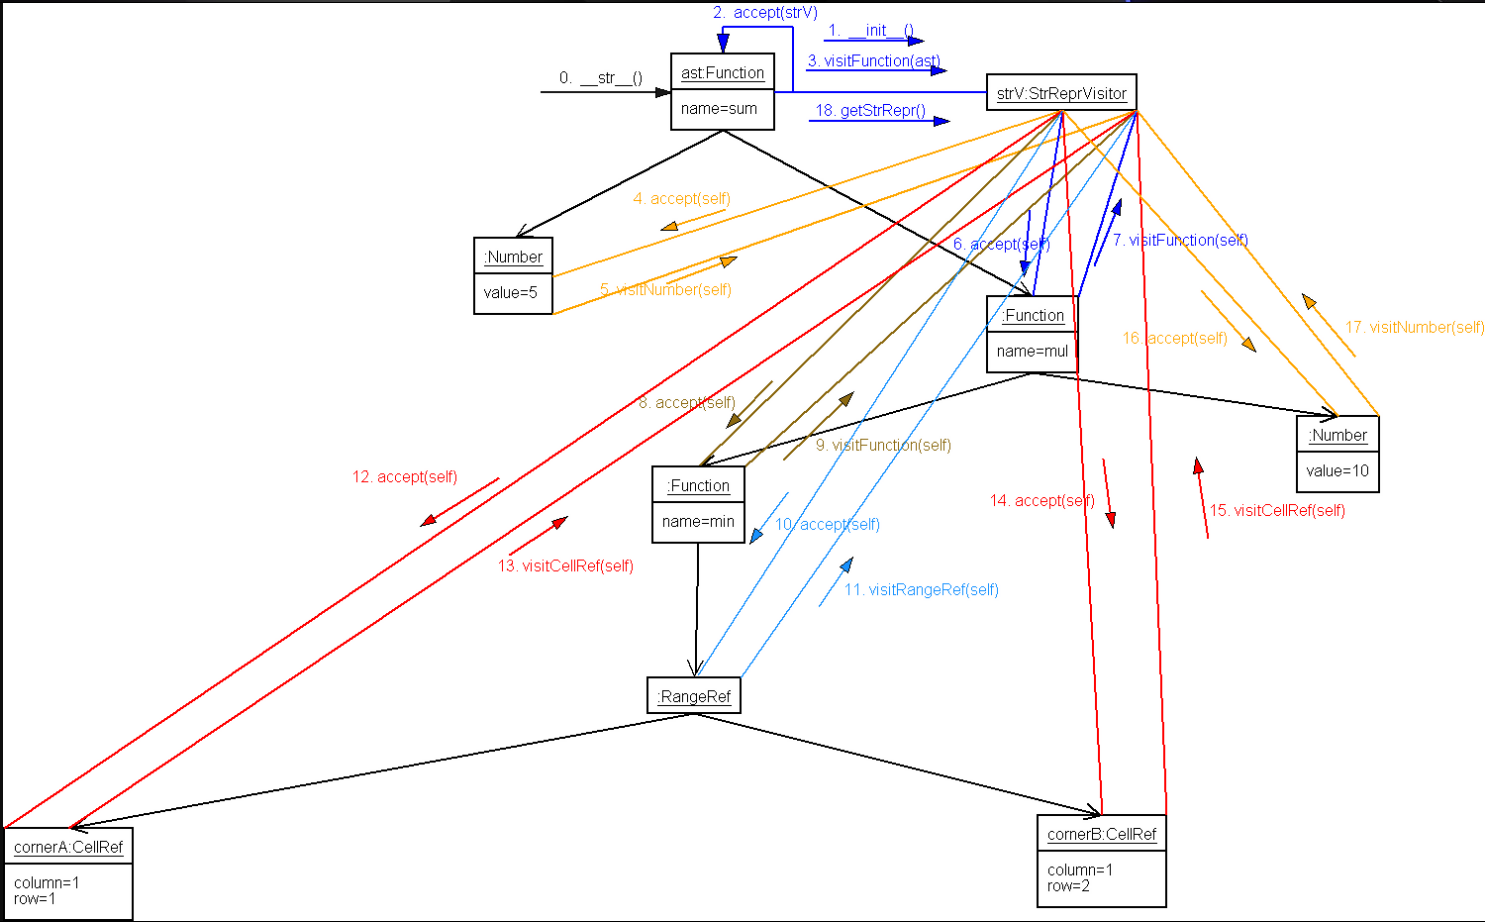 2. accept(strV)
1. __init__()
3. visitFunction(ast)
0. __str__()
ast:Function
name=sum
strV:StrReprVisitor
18. getStrRepr()
4. accept(self)
:Number
value=5
5. visitNumber(self)
6. accept(self)
7. visitFunction(self)
:Function
name=mul
16. accept(self)
17. visitNumber(self)
8. accept(self)
9. visitFunction(self)
:Number
value=10
12. accept(self)
:Function
name=min
10. accept(self)
14. accept(self)
15. visitCellRef(self)
13. visitCellRef(self)
11. visitRangeRef(self)
:RangeRef
cornerA:CellRef
column=1
row=1
cornerB:CellRef
column=1
row=2